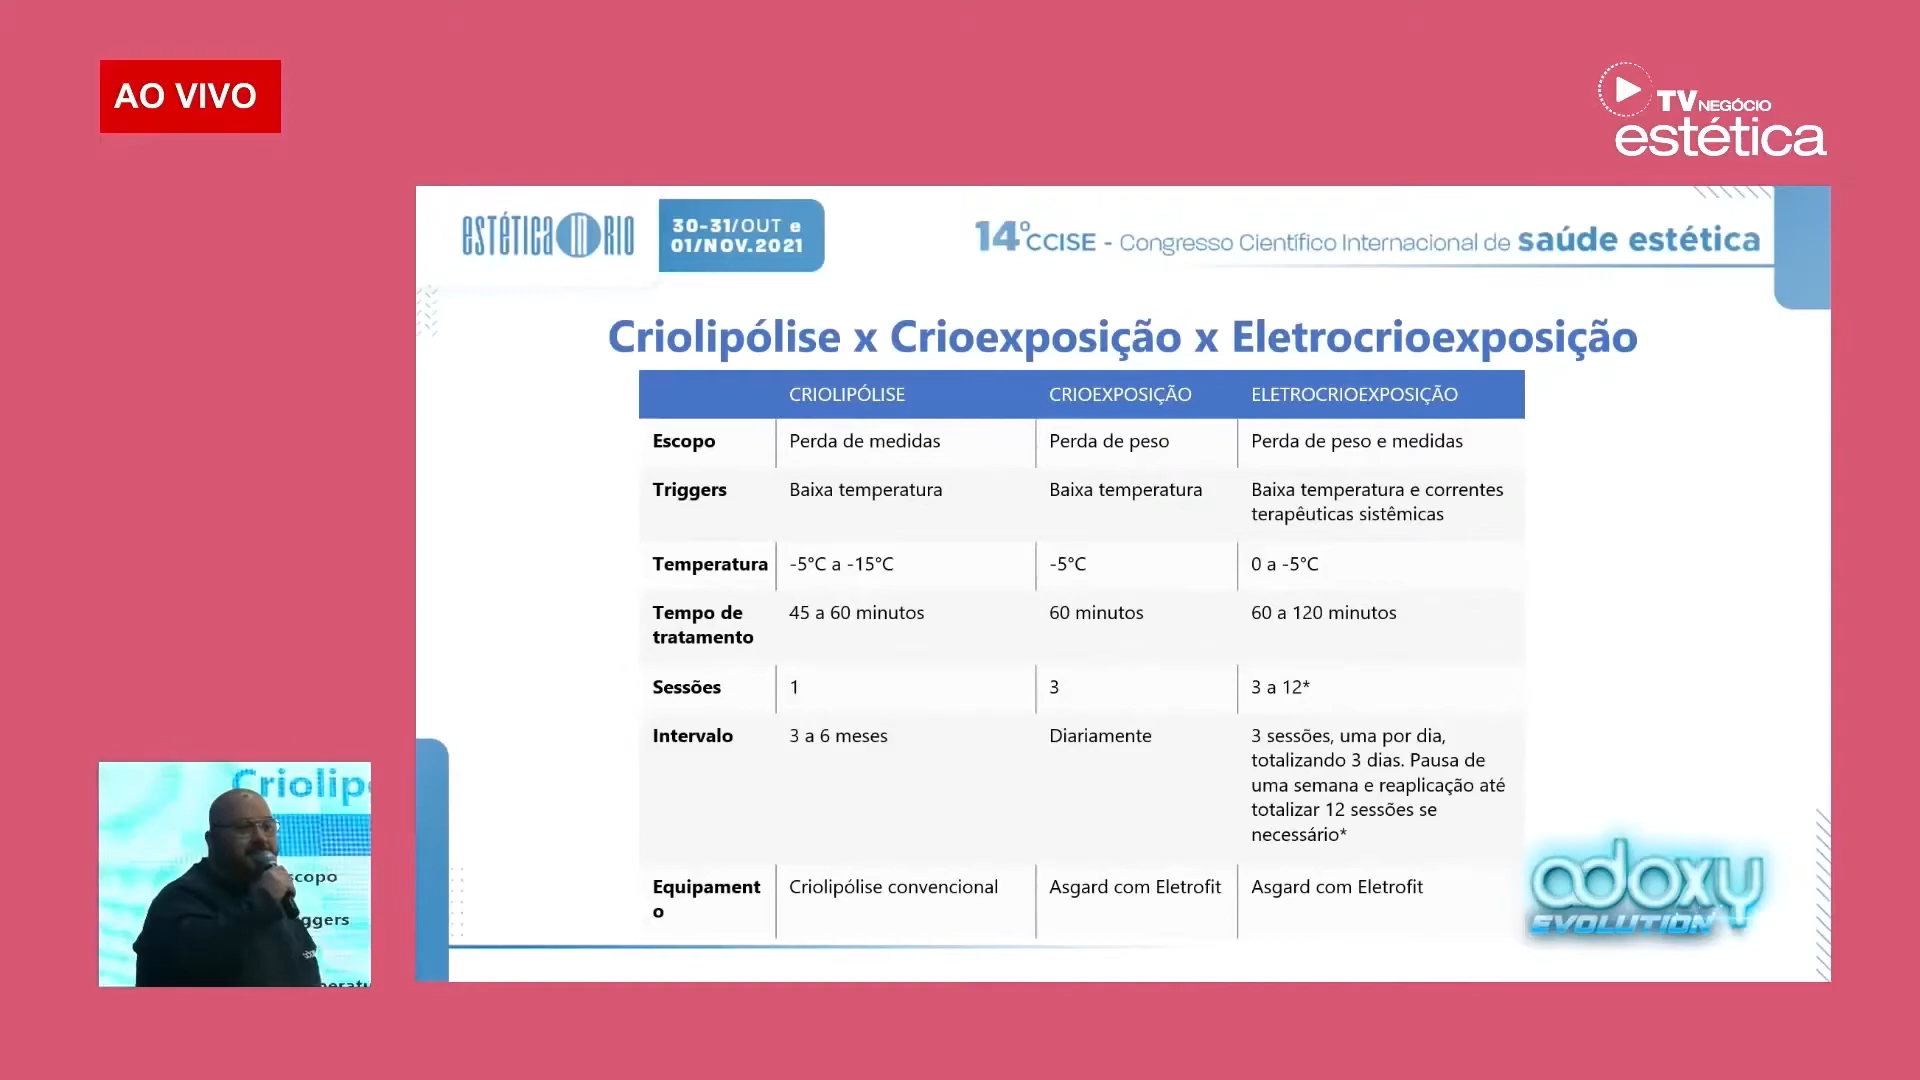 AO VIVO
TV NEGÓCIO
estética
estética in RIO
30-31/OUT e
01/NOV.2021
14º CCISE - Congresso Científico Internacional de saúde estética
Criolipólise x Crioexposição x Eletrocrioexposição
CRIOLIPÓLISE CRIOEXPOSIÇÃO ELETROCRIOEXPOSIÇÃO
Escopo Perda de medidas Perda de peso Perda de peso e medidas
Triggers Baixa temperatura Baixa temperatura Baixa temperatura e correntes
terapêuticas sistêmicas
Temperatura -5°C a -15°C -5°C 0 a -5°C
Tempo de 45 a 60 minutos 60 minutos 60 a 120 minutos
tratamento
Sessões 1 3 3 a 12*
Intervalo 3 a 6 meses Diariamente 3 sessões, uma por dia,
totalizando 3 dias. Pausa de
uma semana e reaplicação até
totalizar 12 sessões se
necessário*
Equipament Criolipólise convencional Asgard com Eletrofit Asgard com Eletrofit
o
adoxy
EVOLUTION
Criolip
scopo
ggers